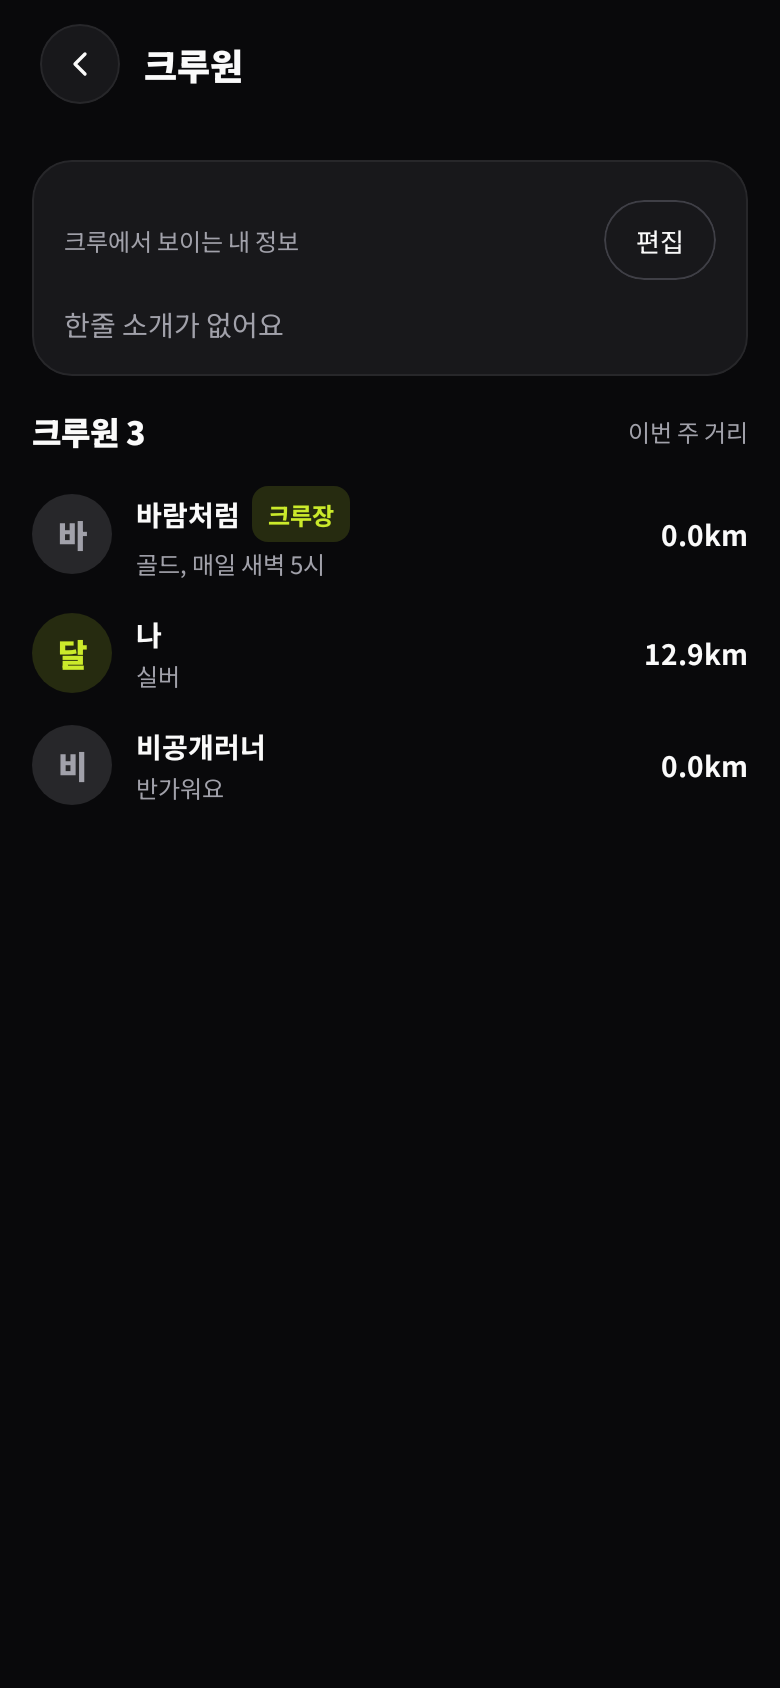 크루원
크루에서 보이는 내 정보
편집
한줄 소개가 없어요
크루원 3
이번 주 거리
바
바람처럼
크루장
골드, 매일 새벽 5시
0.0km
달
나
실버
12.9km
비
비공개러너
반가워요
0.0km